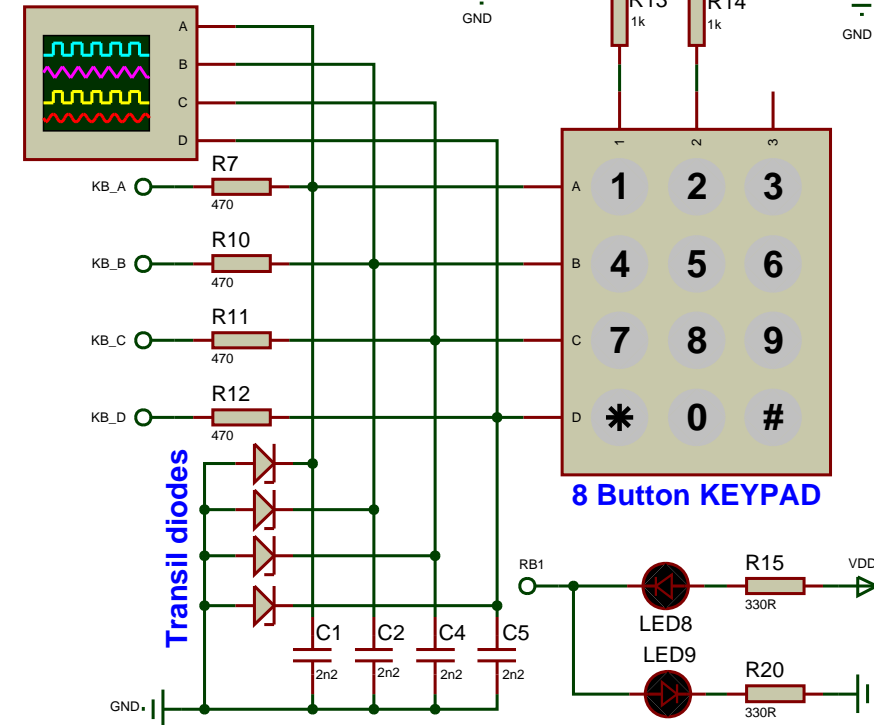 GND
R13
1k
R14
1k
GND
A
B
C
D
R7
KB_A
470
R10
KB_B
470
R11
KB_C
470
R12
KB_D
470
1
2
3
A
1 2 3
B
4 5 6
C
7 8 9
D
* 0 #
8 Button KEYPAD
Transil diodes
C1
2n2
C2
2n2
C4
2n2
C5
2n2
GND
RB1
LED8
R15
330R
VDD
LED9
R20
330R